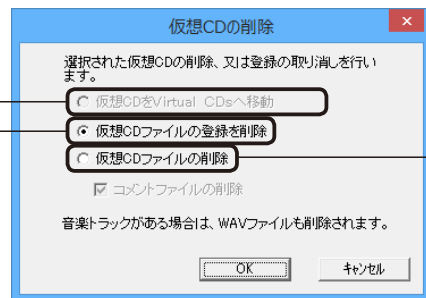 仮想CDの削除
選択された仮想CDの削除、又は登録の取り消しを行い
ます。
仮想CDをVirtual CDsへ移動
仮想CDファイルの登録を削除
仮想CDファイルの削除
コメントファイルの削除
音楽トラックがある場合は、WAVファイルも削除されます。
OK
キャンセル